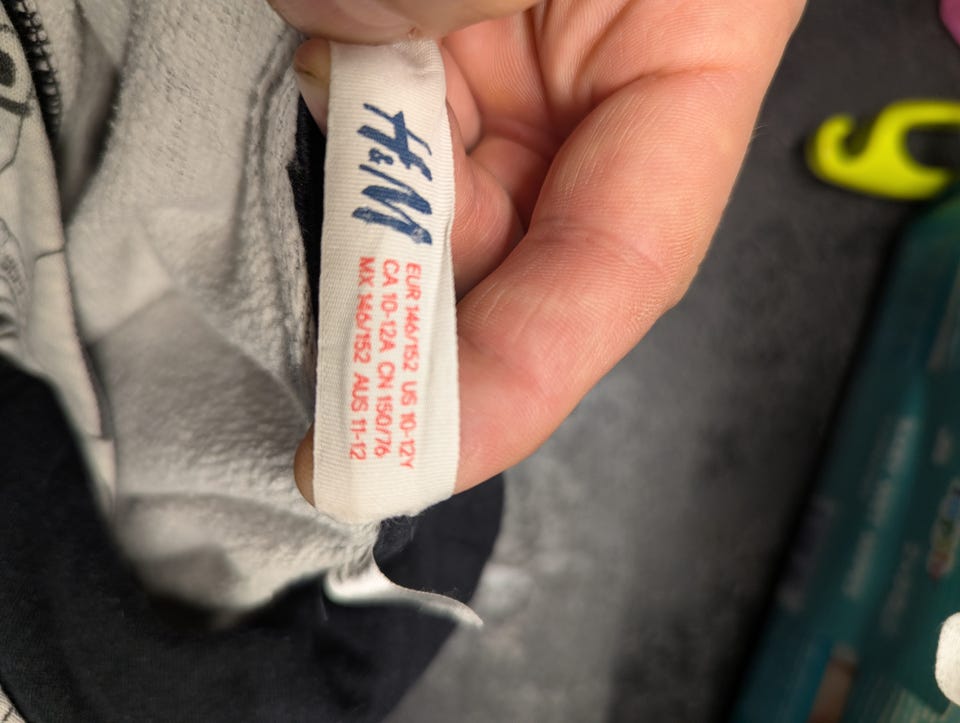 H&M
EUR 146/152 US 10-12Y
CA 10-12A CN 150/76
MX 146/152 AUS 11-12